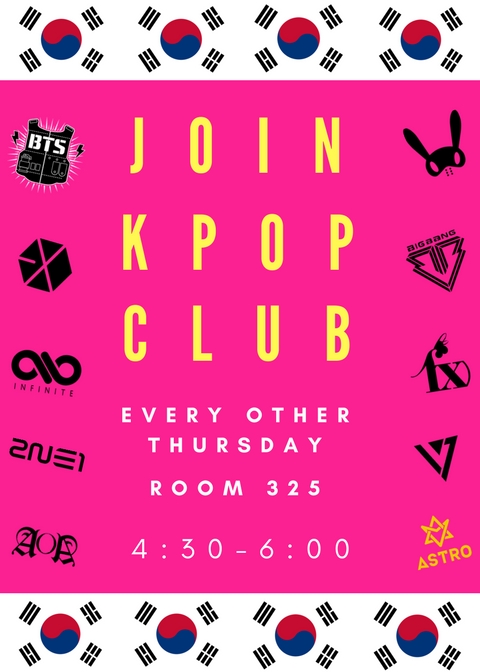 JOIN
KPOP
CLUB
EVERY OTHER
THURSDAY
ROOM 325
4:30-6:00
BTS
INFINITE
2NE1
AOA
BIGBANG
f(x)
ASTRO